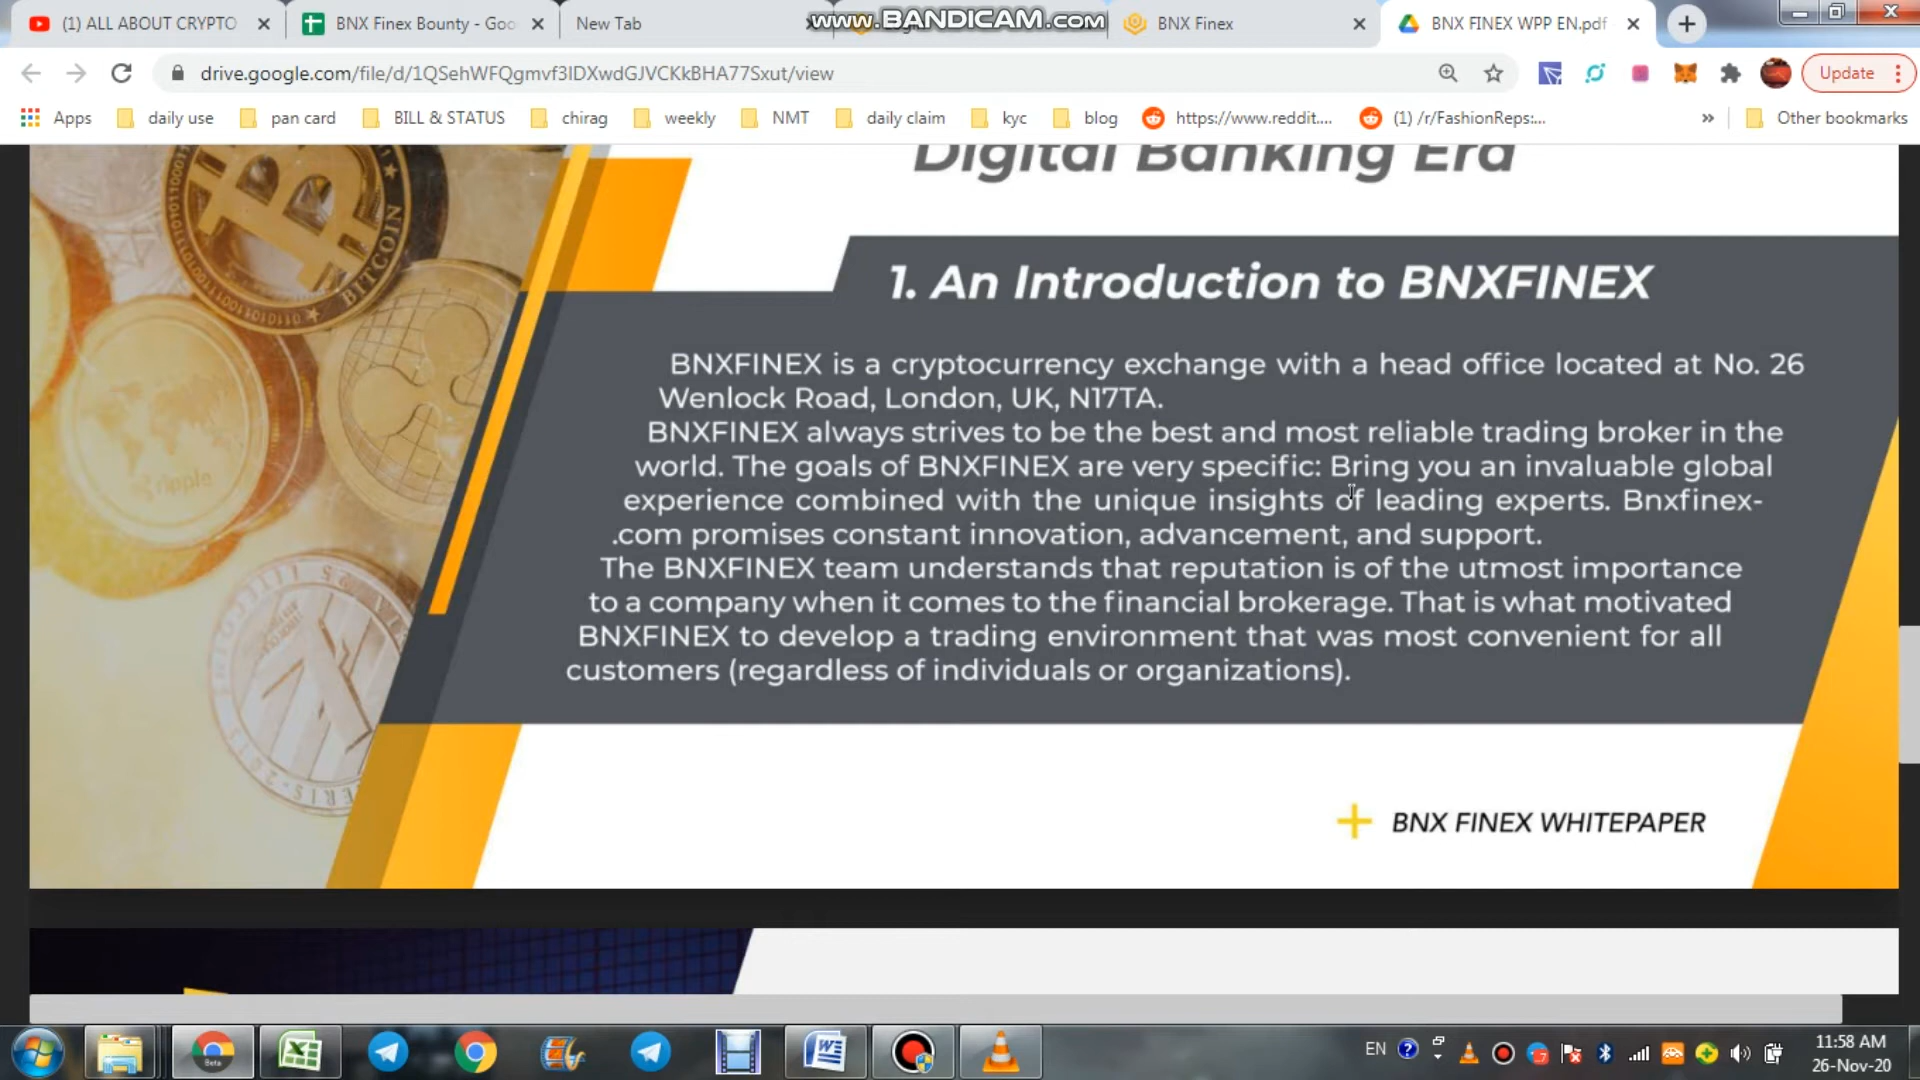 (1) ALL ABOUT CRYPTO
BNX Finex Bounty - Goo
New Tab
www.BANDICAM.com
BNX Finex
BNX FINEX WPP EN.pdf
drive.google.com/file/d/1QSehWFQgmvf3IDXwdGJVCKkBHA77Sxut/view
Update
Apps
daily use
pan card
BILL & STATUS
chirag
weekly
NMT
daily claim
kyc
blog
https://www.reddit....
(1) /r/FashionReps:...
»
Other bookmarks
Digital Banking Era
1. An Introduction to BNXFINEX
BNXFINEX is a cryptocurrency exchange with a head office located at No. 26
Wenlock Road, London, UK, N17TA.
BNXFINEX always strives to be the best and most reliable trading broker in the
world. The goals of BNXFINEX are very specific: Bring you an invaluable global
experience combined with the unique insights of leading experts. Bnxfinex-
.com promises constant innovation, advancement, and support.
The BNXFINEX team understands that reputation is of the utmost importance
to a company when it comes to the financial brokerage. That is what motivated
BNXFINEX to develop a trading environment that was most convenient for all
customers (regardless of individuals or organizations).
BITCOIN
ripple
BNX FINEX WHITEPAPER
Beta
EN
11:58 AM
26-Nov-20